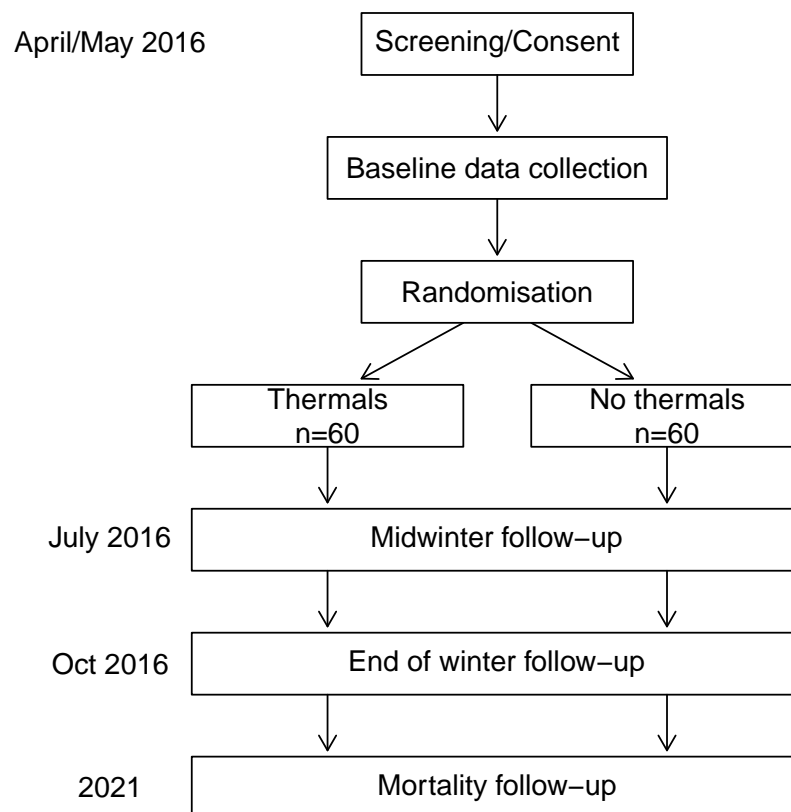 April/May 2016
Screening/Consent
Baseline data collection
Randomisation
Thermals
n=60
No thermals
n=60
July 2016
Midwinter follow−up
Oct 2016
End of winter follow−up
2021
Mortality follow−up